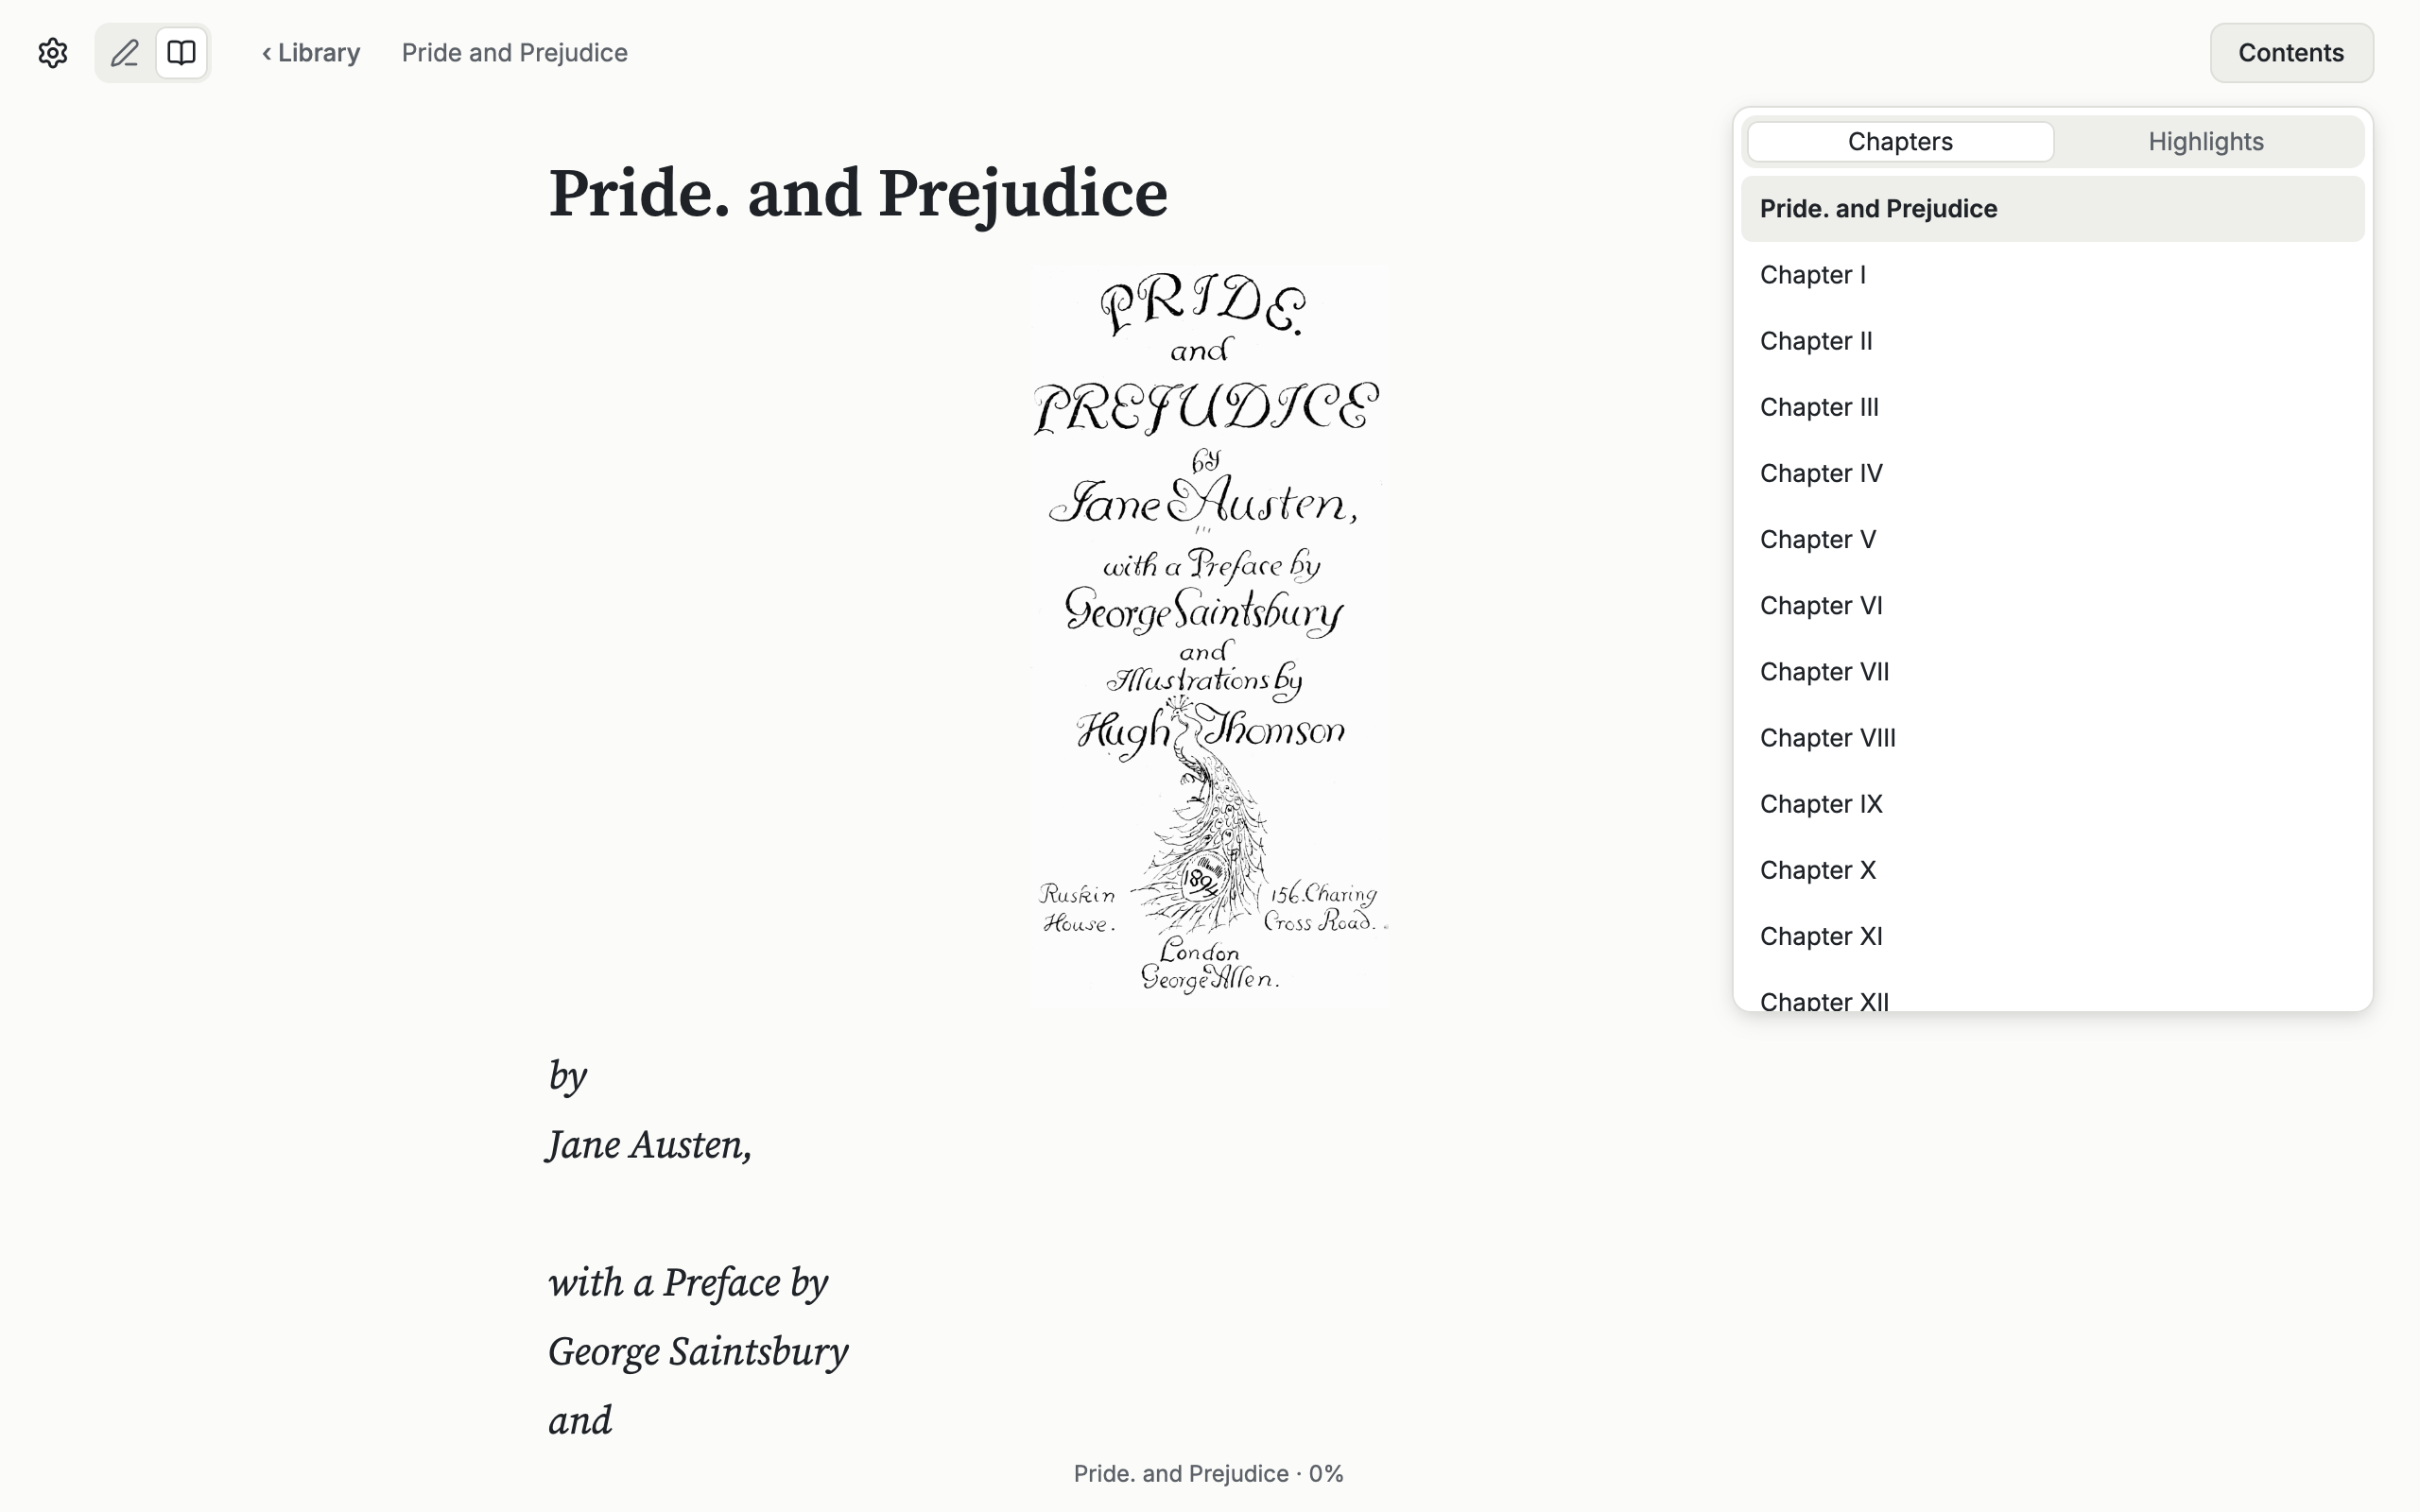 ‹ Library
Pride and Prejudice
Contents
Chapters
Highlights
Pride. and Prejudice
Chapter I
Chapter II
Chapter III
Chapter IV
Chapter V
Chapter VI
Chapter VII
Chapter VIII
Chapter IX
Chapter X
Chapter XI
Chapter XII
Pride. and Prejudice
PRIDE.
and
PREJUDICE
by
Jane Austen,
with a Preface by
George Saintsbury
and
Illustrations by
Hugh Thomson
1894
Ruskin House.
156. Charing Cross Road.
London
George Allen.
by
Jane Austen,
with a Preface by
George Saintsbury
and
Pride. and Prejudice · 0%